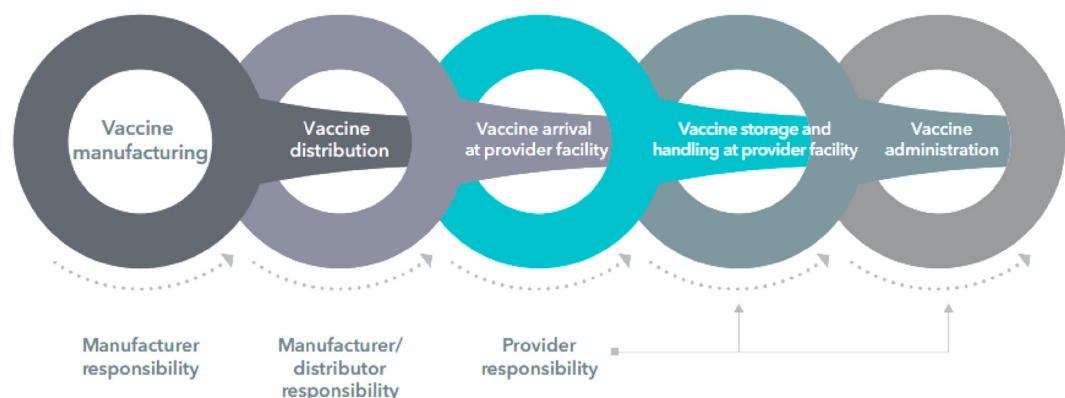 Vaccine
manufacturing
Vaccine
distribution
Vaccine arrival
at provider facility
Vaccine storage and
handling at provider facility
Vaccine
administration
Manufacturer
responsibility
Manufacturer/
distributor
responsibility
Provider
responsibility